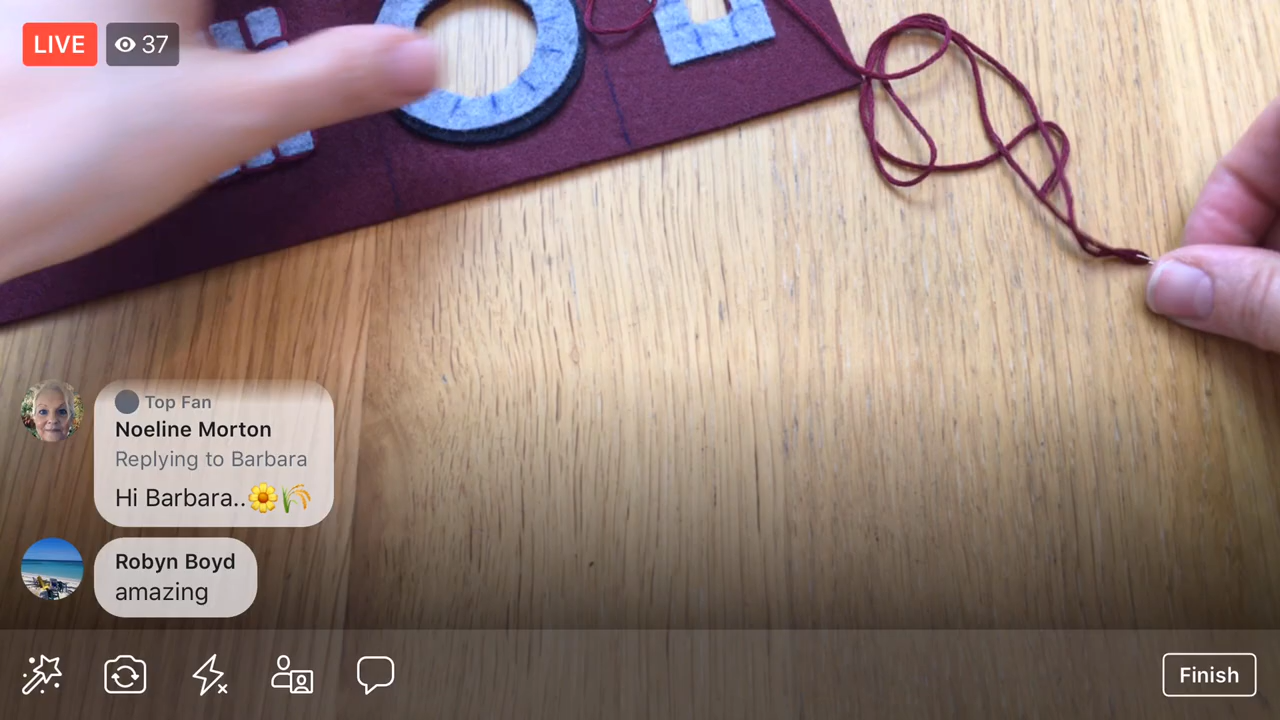 LIVE
37
Top Fan
Noeline Morton
Replying to Barbara
Hi Barbara..🌼🌾
Robyn Boyd
amazing
Finish